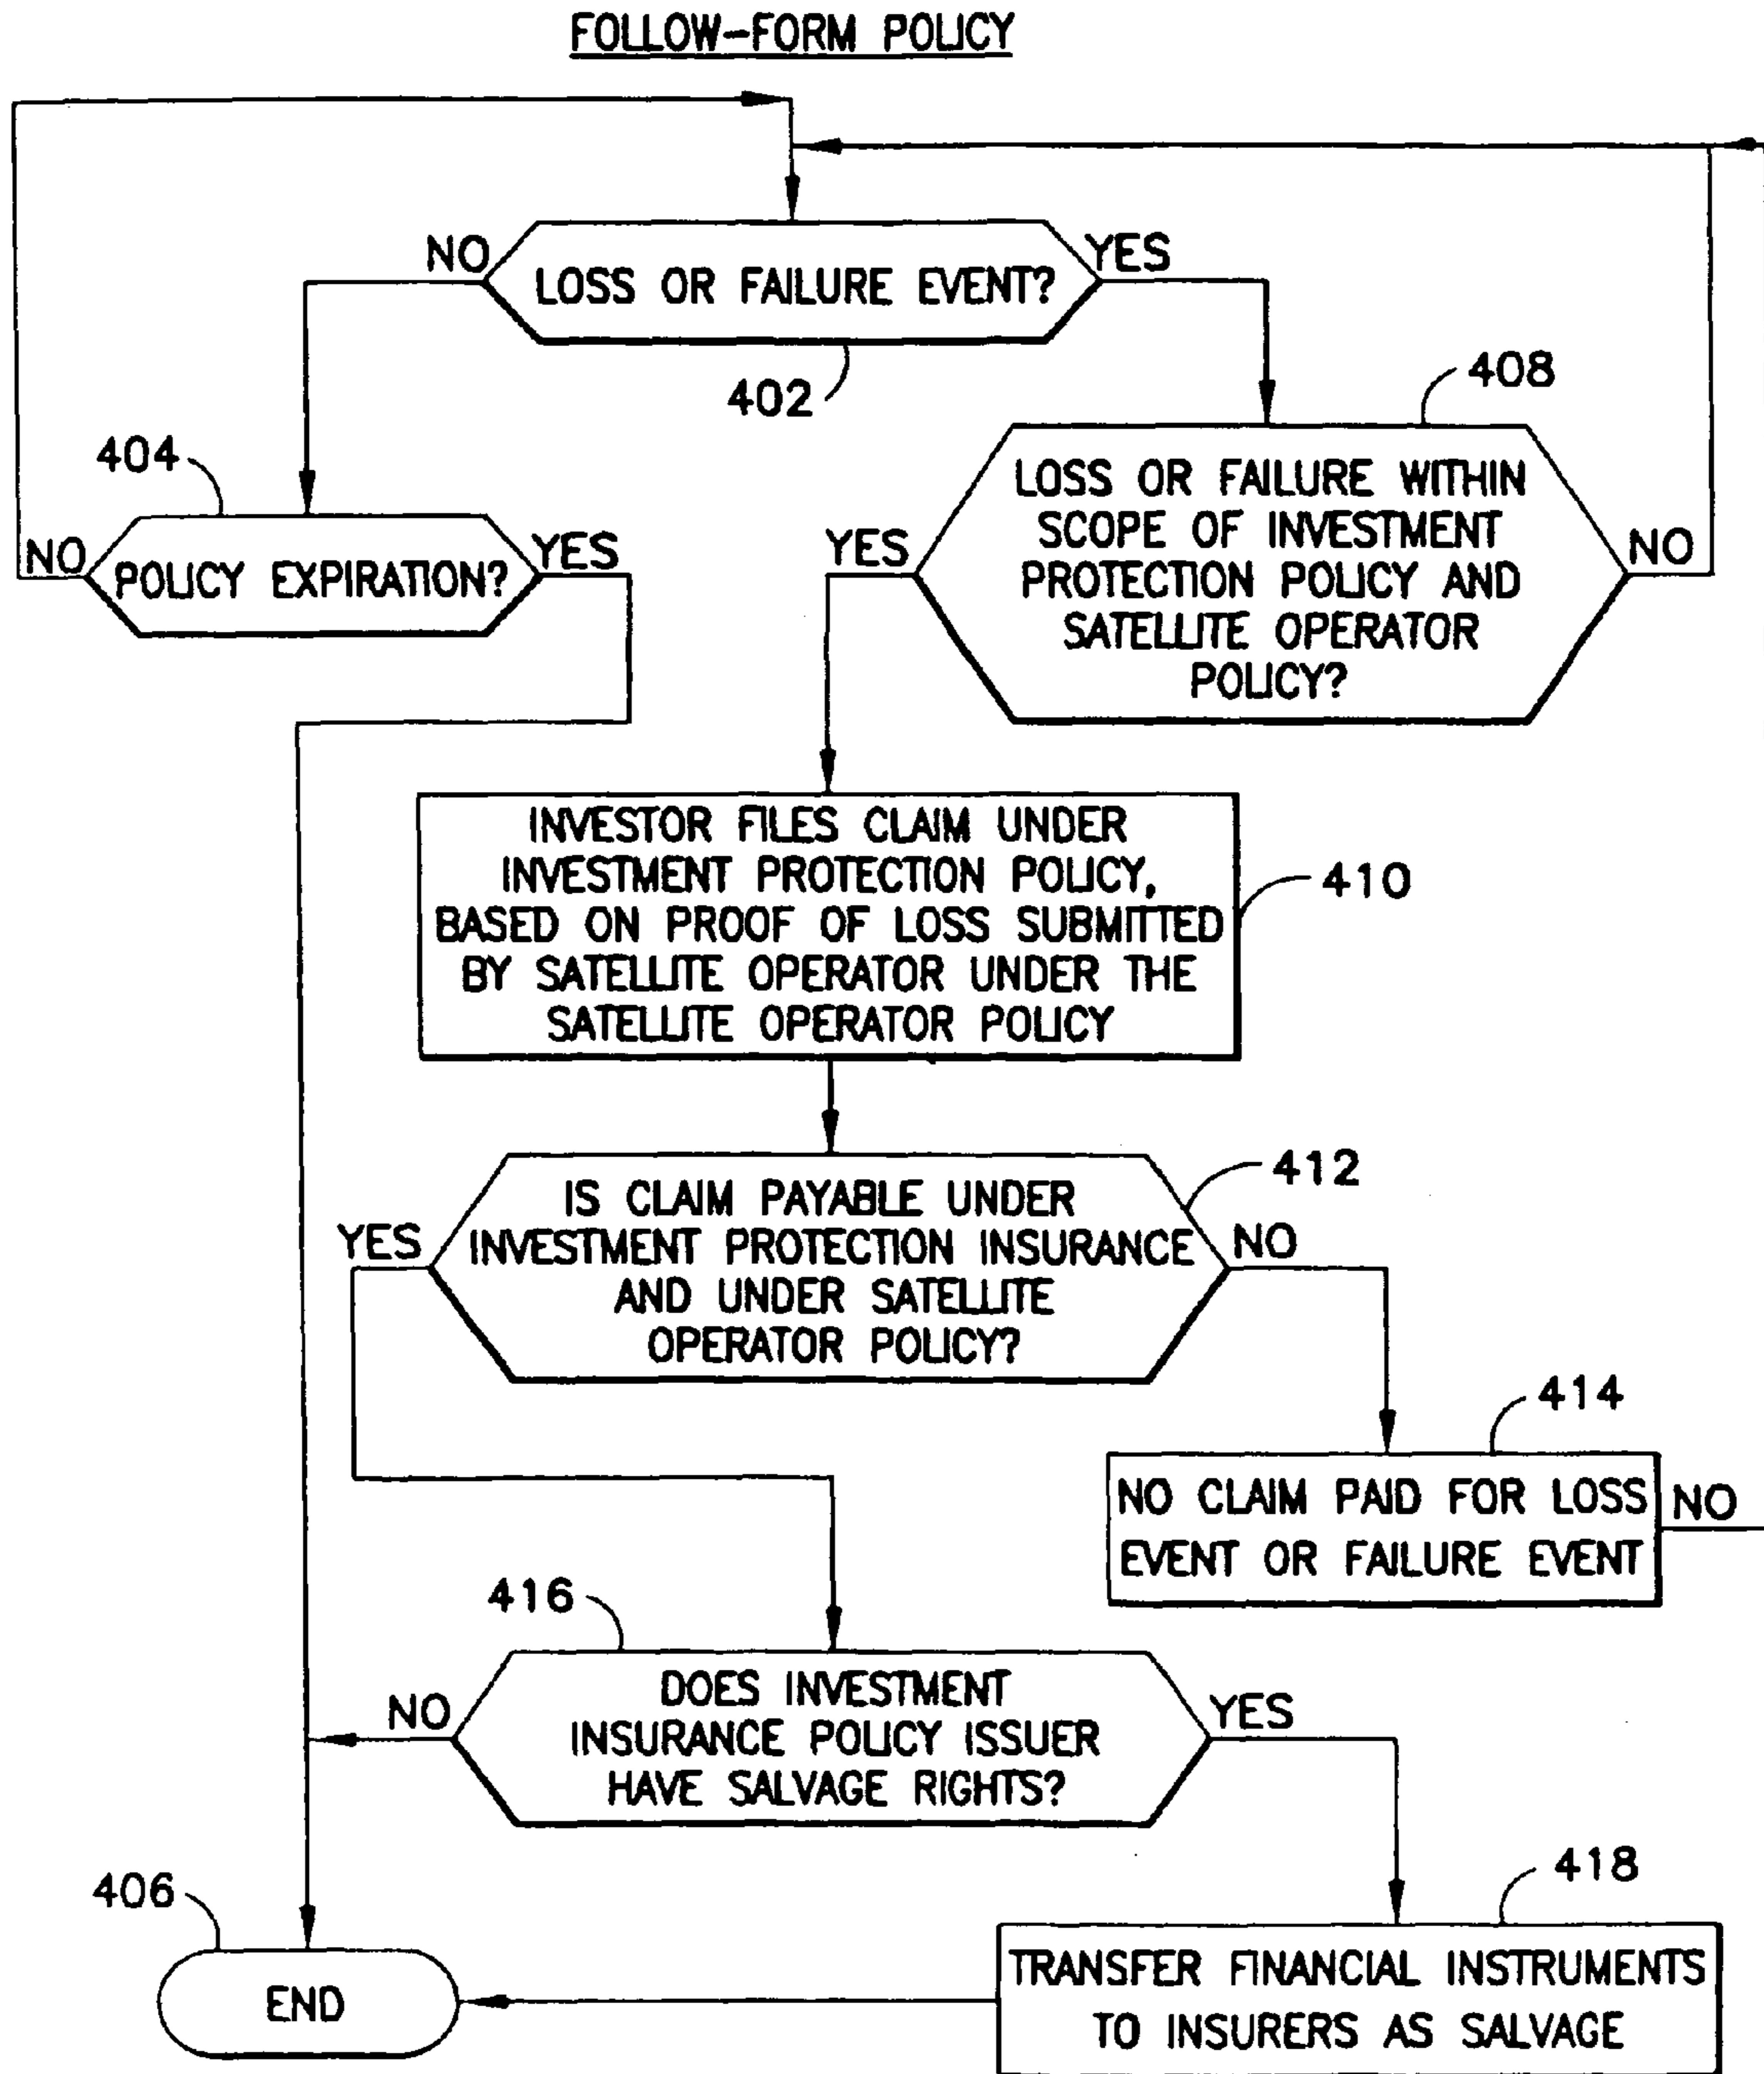 FOLLOW-FORM POLICY
NO
YES
LOSS OR FAILURE EVENT?
402
408
404
LOSS OR FAILURE WITHIN
SCOPE OF INVESTMENT
PROTECTION POLICY AND
SATELLITE OPERATOR
POLICY?
YES
NO
NO
YES
POLICY EXPIRATION?
INVESTOR FILES CLAIM UNDER
INVESTMENT PROTECTION POLICY,
BASED ON PROOF OF LOSS SUBMITTED
BY SATELLITE OPERATOR UNDER THE
SATELLITE OPERATOR POLICY
410
412
IS CLAIM PAYABLE UNDER
INVESTMENT PROTECTION INSURANCE
AND UNDER SATELLITE
OPERATOR POLICY?
YES
NO
414
NO CLAIM PAID FOR LOSS
EVENT OR FAILURE EVENT
NO
416
DOES INVESTMENT
INSURANCE POLICY ISSUER
HAVE SALVAGE RIGHTS?
NO
YES
406
END
418
TRANSFER FINANCIAL INSTRUMENTS
TO INSURERS AS SALVAGE